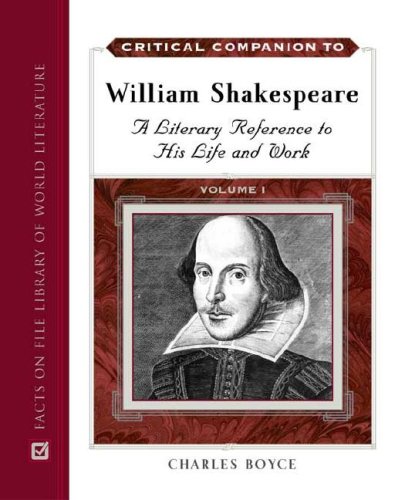 CRITICAL COMPANION TO
William Shakespeare
A Literary Reference to
His Life and Work
VOLUME I
CHARLES BOYCE
FACTS ON FILE LIBRARY OF WORLD LITERATURE